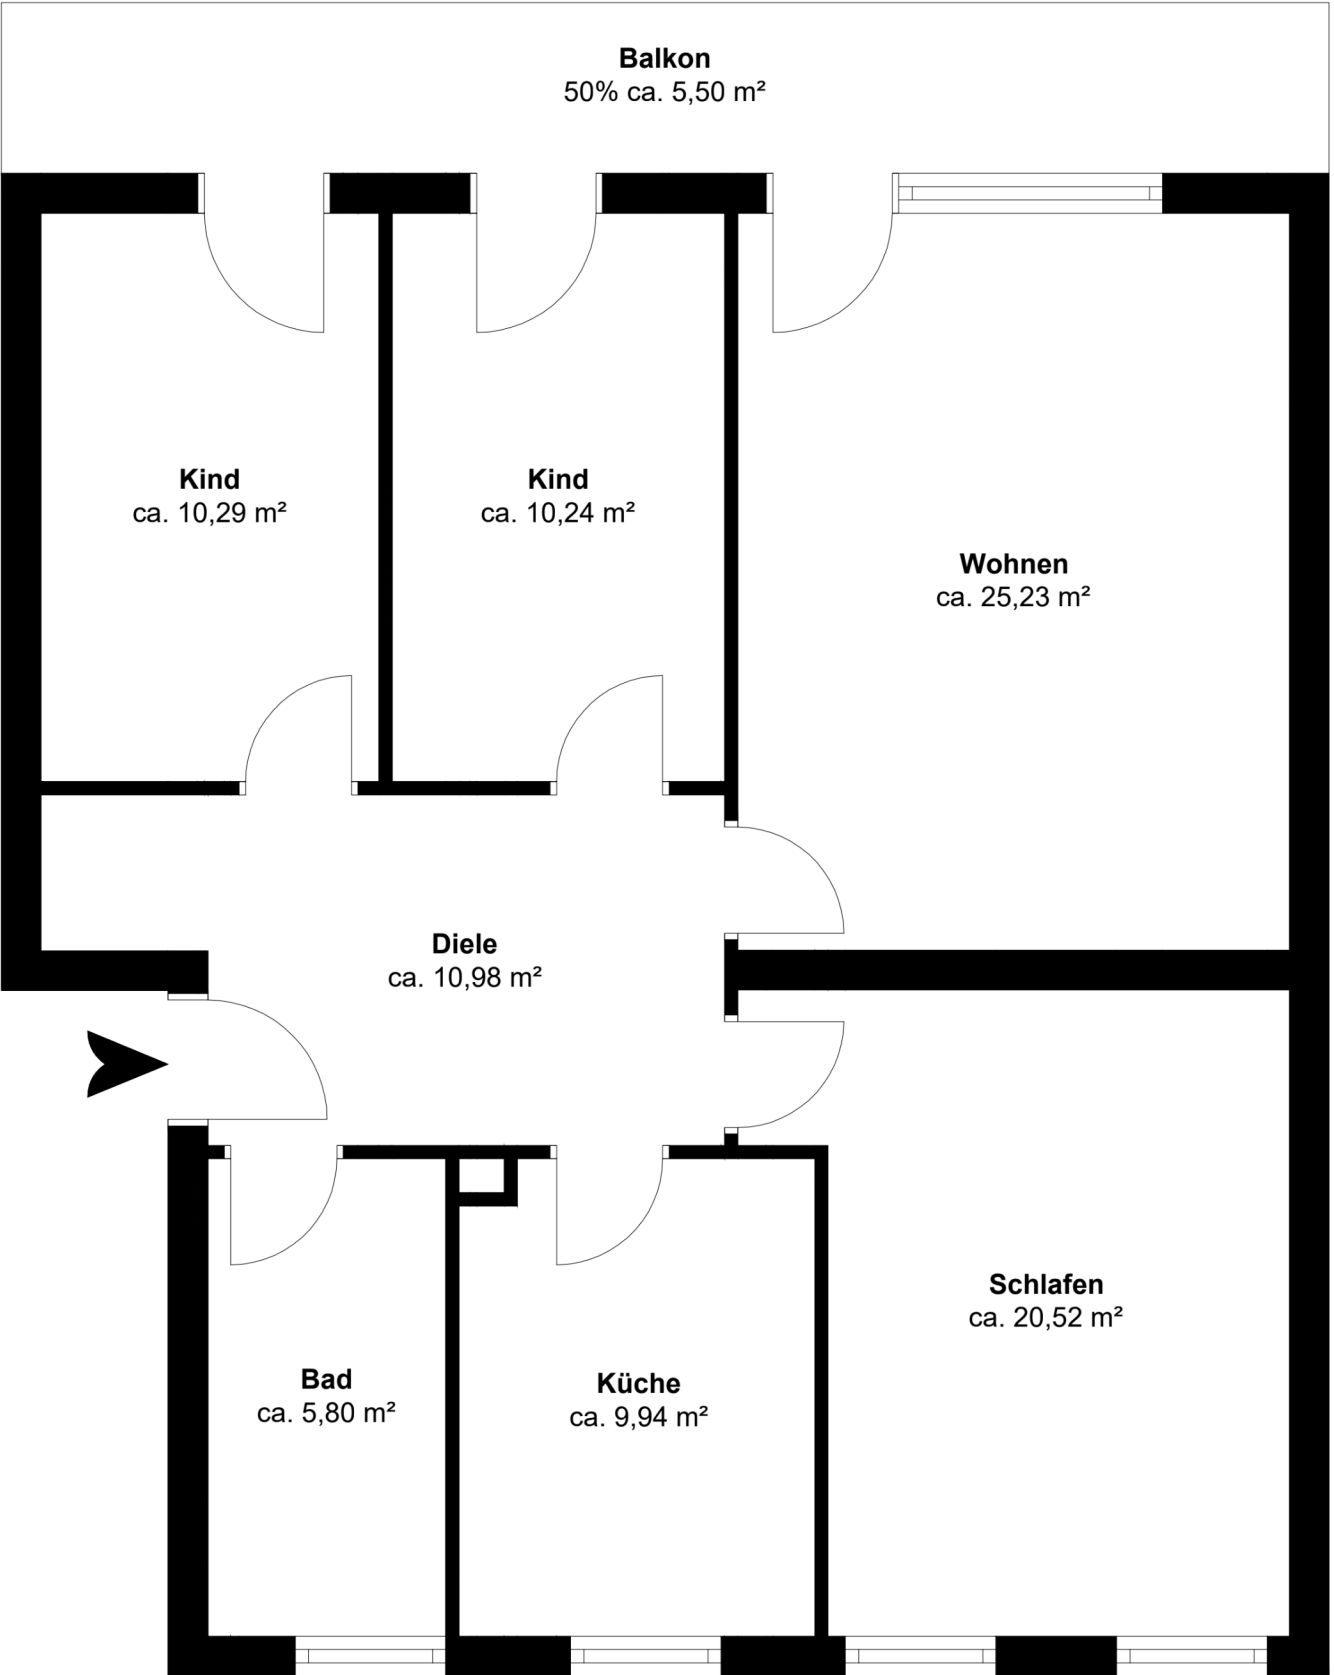 Balkon
50% ca. 5,50 m²
Kind
ca. 10,29 m²
Kind
ca. 10,24 m²
Wohnen
ca. 25,23 m²
Diele
ca. 10,98 m²
Schlafen
ca. 20,52 m²
Bad
ca. 5,80 m²
Küche
ca. 9,94 m²